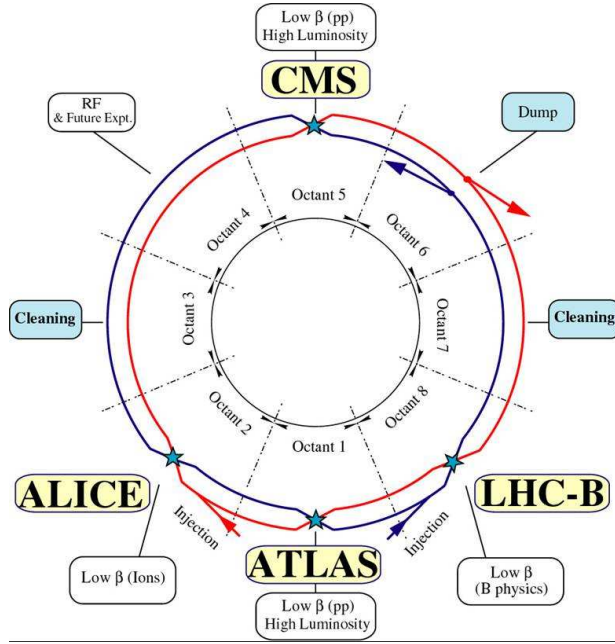 Low β (pp)
High Luminosity
CMS
RF
& Future Expt.
Dump
Octant 5
Octant 4
Octant 6
Cleaning
Octant 3
Octant 7
Cleaning
Octant 2
Octant 8
Octant 1
ALICE
LHC-B
Injection
Injection
ATLAS
Low β (Ions)
Low β
(B physics)
Low β (pp)
High Luminosity